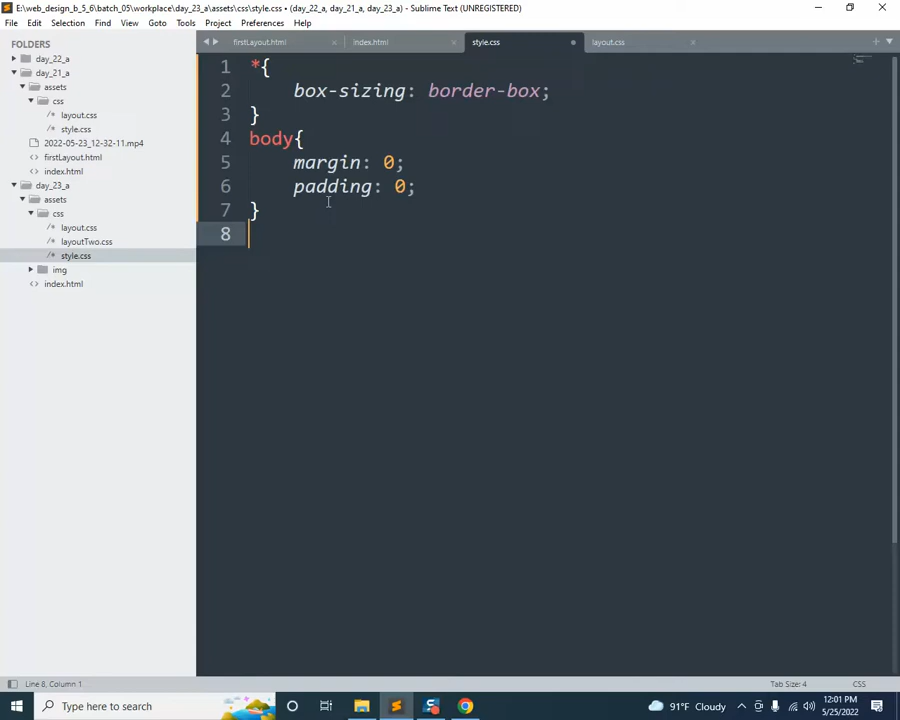 E:\web_design_b_5_6\batch_05\workplace\day_23_a\assets\css\style.css • (day_22_a, day_21_a, day_23_a) - Sublime Text (UNREGISTERED)
File Edit Selection Find View Goto Tools Project Preferences Help
FOLDERS
day_22_a
day_21_a
assets
css
layout.css
style.css
2022-05-23_12-32-11.mp4
firstLayout.html
index.html
day_23_a
assets
css
layout.css
layoutTwo.css
style.css
img
index.html
firstLayout.html index.html style.css layout.css
1 *{
2 box-sizing: border-box;
3 }
4 body{
5 margin: 0;
6 padding: 0;
7 }
8
Line 8, Column 1 Tab Size: 4 CSS
Type here to search 91°F Cloudy 12:01 PM
5/25/2022